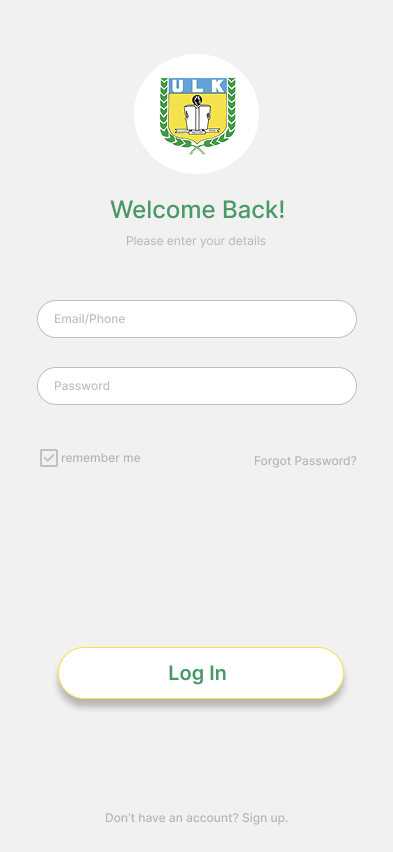 ULK
Welcome Back!
Please enter your details
Email/Phone
Password
remember me
Forgot Password?
Log In
Don't have an account? Sign up.